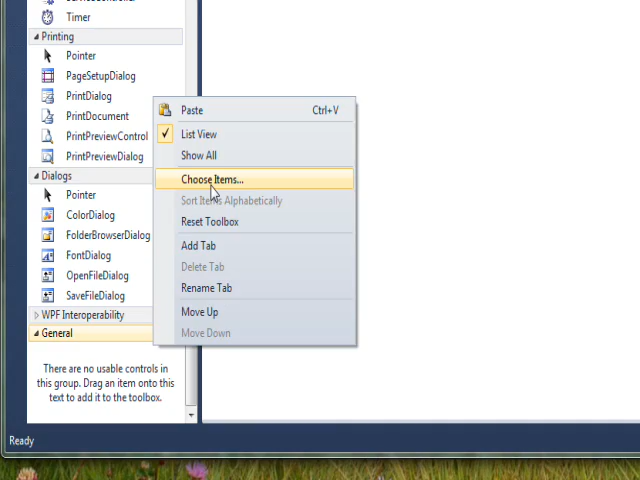 Timer
Printing
Pointer
PageSetupDialog
PrintDialog
PrintDocument
PrintPreviewControl
PrintPreviewDialog
Dialogs
Pointer
ColorDialog
FolderBrowserDialog
FontDialog
OpenFileDialog
SaveFileDialog
WPF Interoperability
General
There are no usable controls in
this group. Drag an item onto this
text to add it to the toolbox.
Paste Ctrl+V
List View
Show All
Choose Items...
Sort Items Alphabetically
Reset Toolbox
Add Tab
Delete Tab
Rename Tab
Move Up
Move Down
Ready